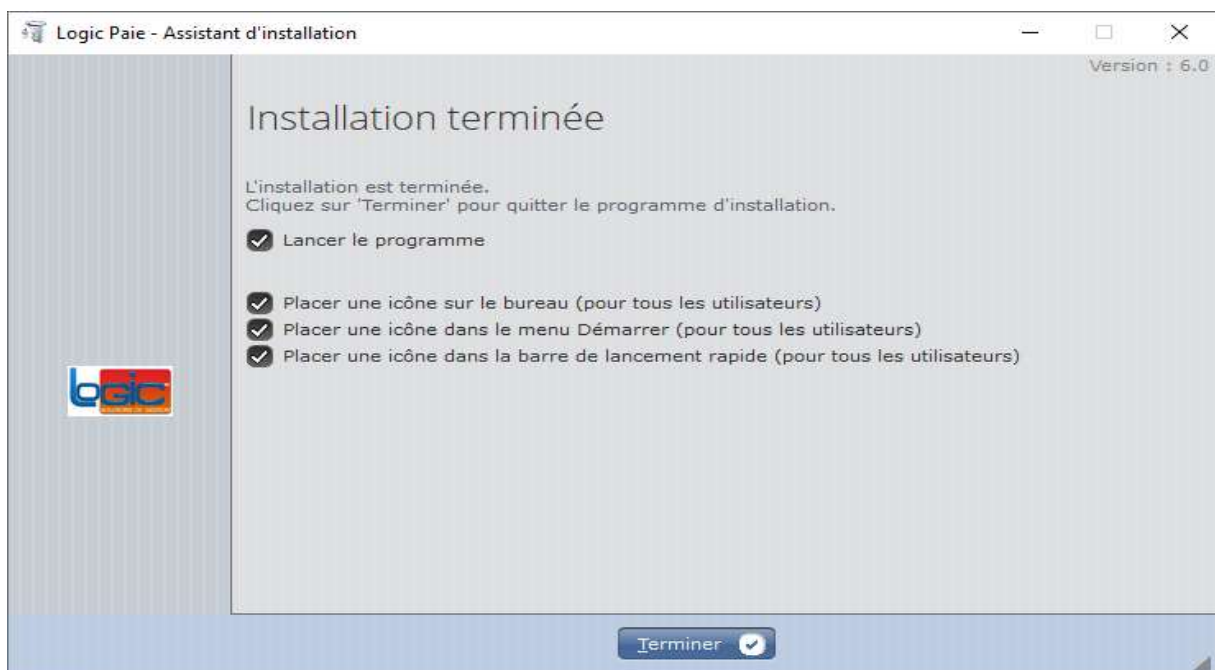 Logic Paie - Assistant d'installation
Version : 6.0
Installation terminée
L'installation est terminée.
Cliquez sur 'Terminer' pour quitter le programme d'installation.
Lancer le programme
Placer une icône sur le bureau (pour tous les utilisateurs)
Placer une icône dans le menu Démarrer (pour tous les utilisateurs)
Placer une icône dans la barre de lancement rapide (pour tous les utilisateurs)
LOGIC
Terminer